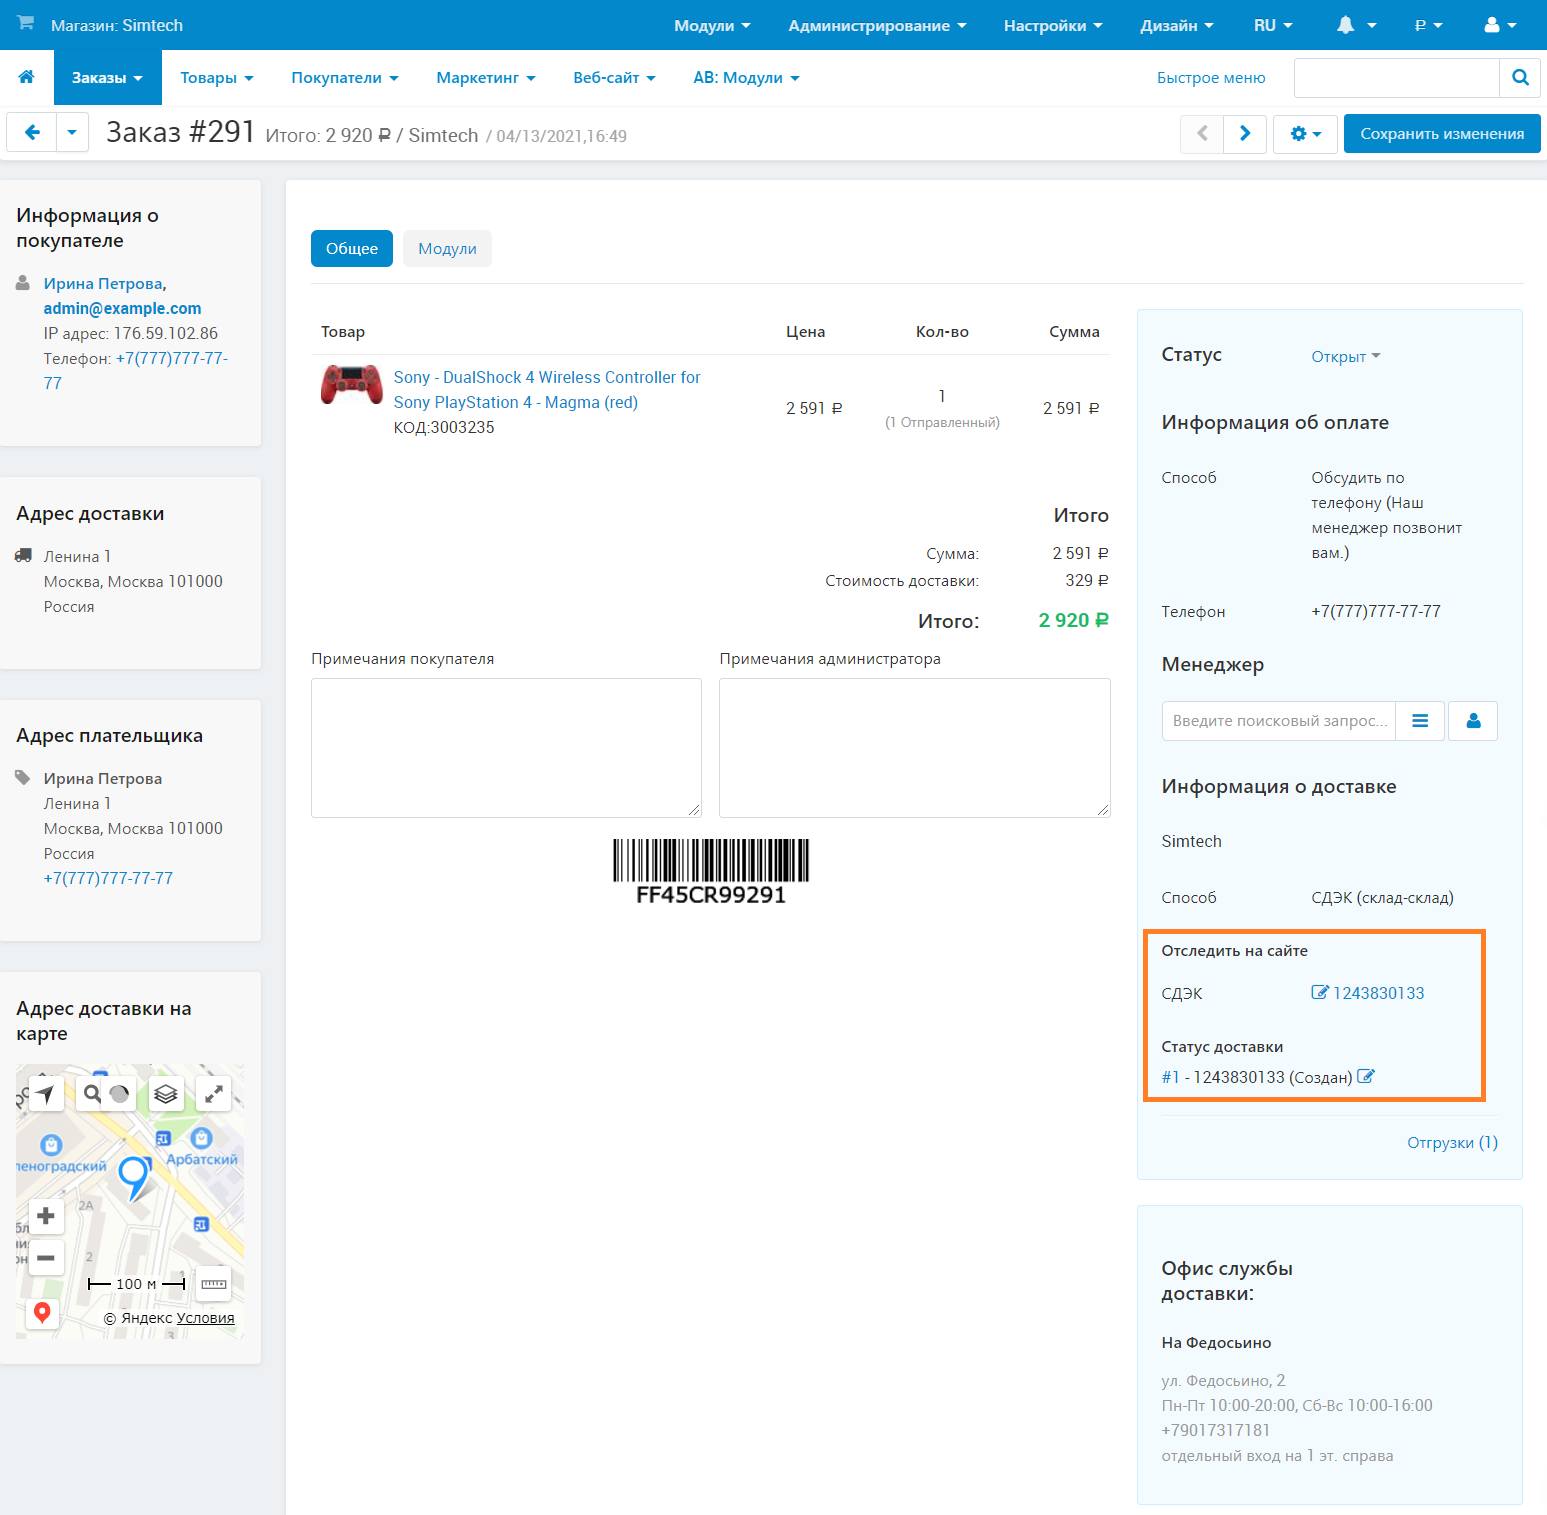 Магазин: Simtech
Модули
Администрирование
Настройки
Дизайн
RU
₽
Заказы
Товары
Покупатели
Маркетинг
Веб-сайт
AB: Модули
Быстрое меню
Заказ #291 Итого: 2 920 ₽ / Simtech / 04/13/2021,16:49
Сохранить изменения
Информация о
покупателе
Ирина Петрова,
admin@example.com
IP адрес: 176.59.102.86
Телефон: +7(777)777-77-
77
Адрес доставки
Ленина 1
Москва, Москва 101000
Россия
Адрес плательщика
Ирина Петрова
Ленина 1
Москва, Москва 101000
Россия
+7(777)777-77-77
Адрес доставки на
карте
Арбатский
2А
2
100 м
1
© Яндекс Условия
3
Общее
Модули
Товар
Цена
Кол-во
Сумма
Sony - DualShock 4 Wireless Controller for
Sony PlayStation 4 - Magma (red)
КОД:3003235
2 591 ₽
1
(1 Отправленный)
2 591 ₽
Итого
Сумма: 2 591 ₽
Стоимость доставки: 329 ₽
Итого: 2 920 ₽
Примечания покупателя
Примечания администратора
FF45CR99291
Статус
Открыт
Информация об оплате
Способ
Обсудить по
телефону (Наш
менеджер позвонит
вам.)
Телефон
+7(777)777-77-77
Менеджер
Введите поисковый запрос...
Информация о доставке
Simtech
Способ
СДЭК (склад-склад)
Отследить на сайте
СДЭК
1243830133
Статус доставки
#1 - 1243830133 (Создан)
Отгрузки (1)
Офис службы
доставки:
На Федосьино
ул. Федосьино, 2
Пн-Пт 10:00-20:00, Сб-Вс 10:00-16:00
+79017317181
отдельный вход на 1 эт. справа